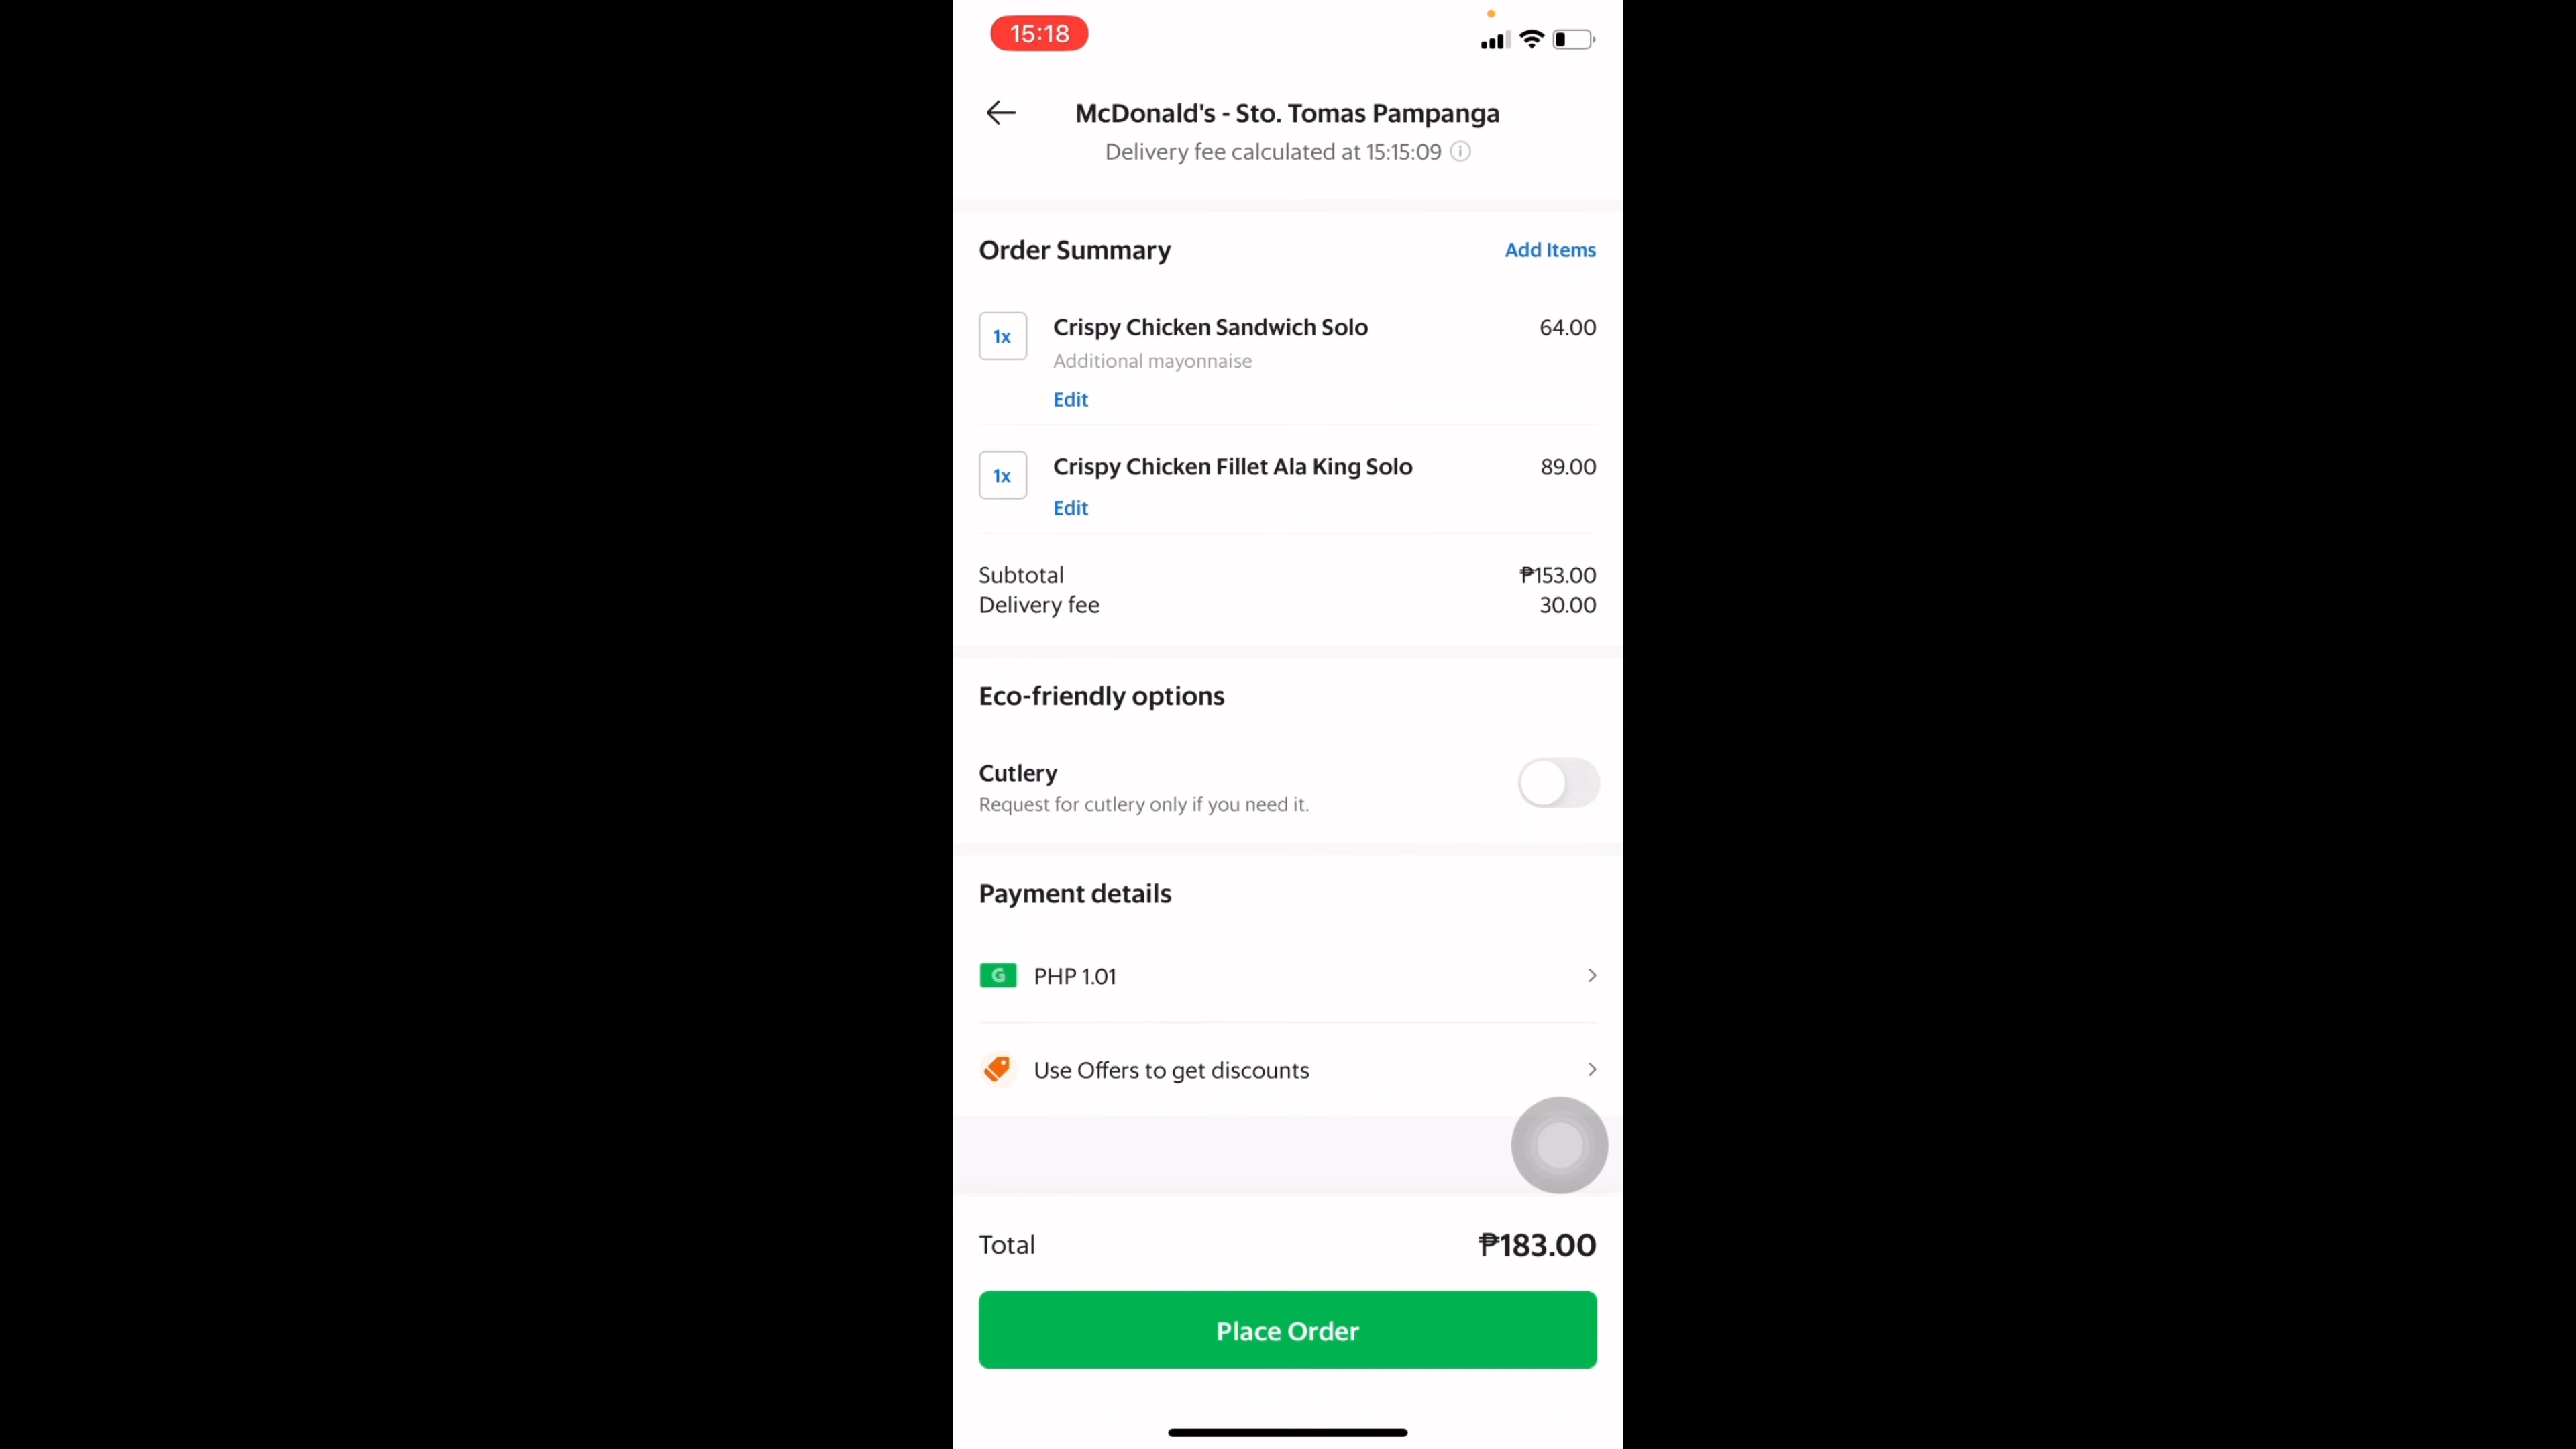 15:18
McDonald's - Sto. Tomas Pampanga
Delivery fee calculated at 15:15:09
Order Summary
Add Items
1x
Crispy Chicken Sandwich Solo
64.00
Additional mayonnaise
Edit
1x
Crispy Chicken Fillet Ala King Solo
89.00
Edit
Subtotal
₱153.00
Delivery fee
30.00
Eco-friendly options
Cutlery
Request for cutlery only if you need it.
Payment details
G
PHP 1.01
Use Offers to get discounts
Total
₱183.00
Place Order